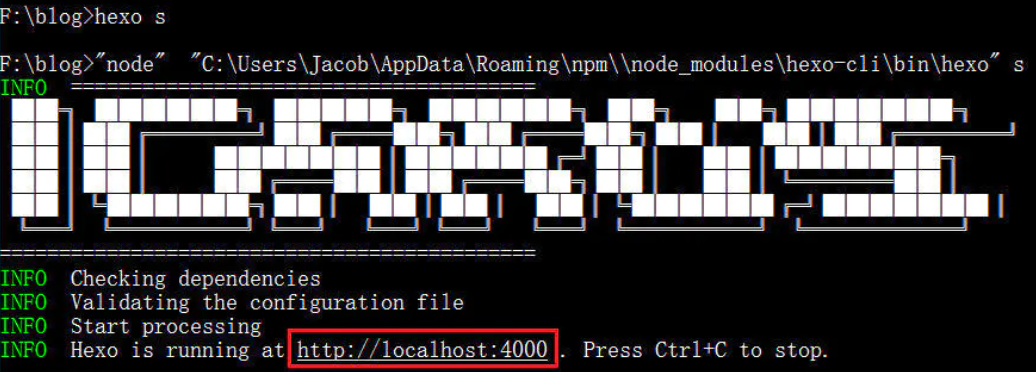 F:\blog>hexo s
F:\blog>"node"  "C:\Users\Jacob\AppData\Roaming\npm\\node_modules\hexo-cli\bin\hexo" s
INFO  =======================================
ICARUS
=============================================
INFO  Checking dependencies
INFO  Validating the configuration file
INFO  Start processing
INFO  Hexo is running at http://localhost:4000 . Press Ctrl+C to stop.